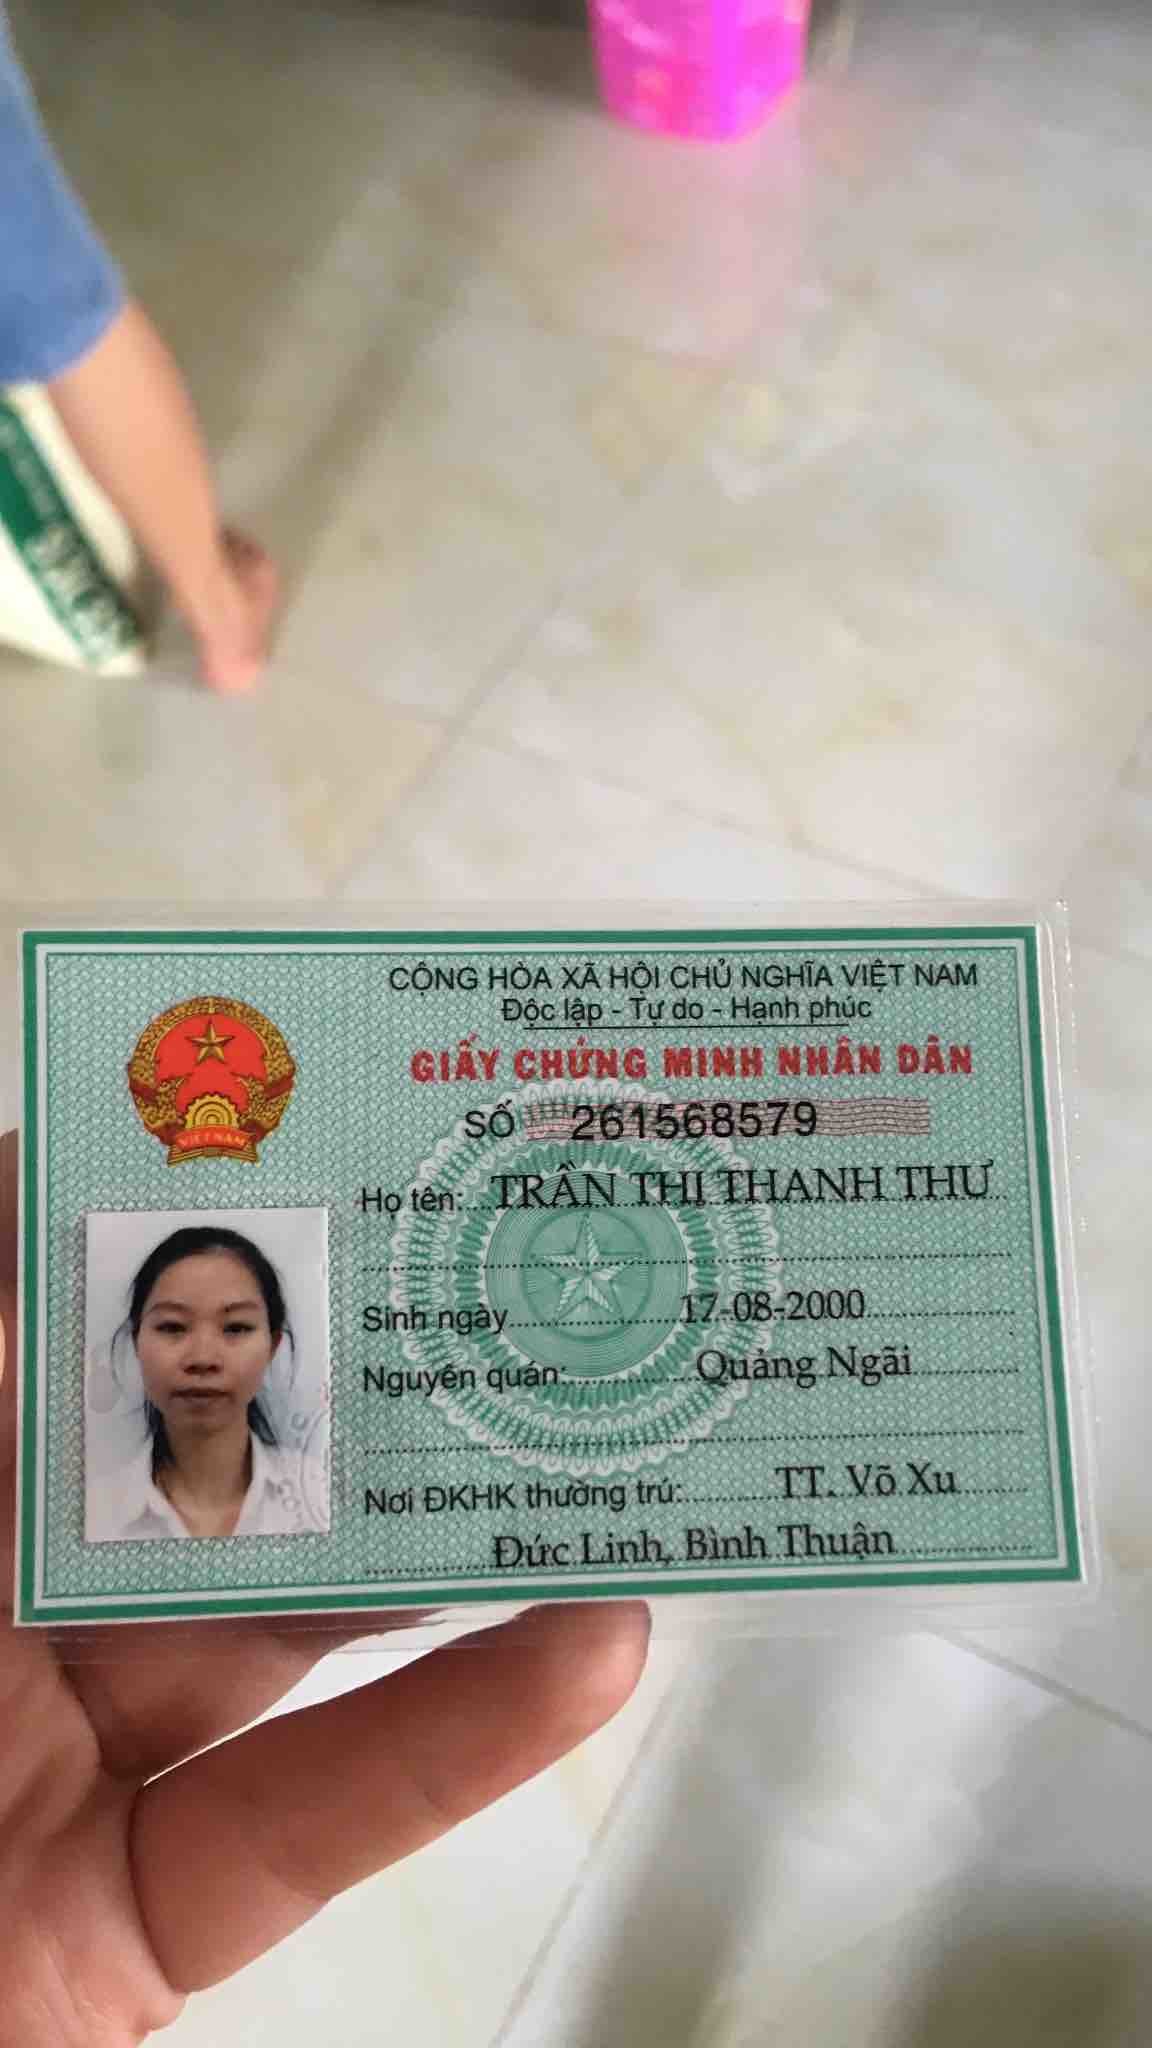 CỘNG HÒA XÃ HỘI CHỦ NGHĨA VIỆT NAM
Độc lập - Tự do - Hạnh phúc
GIẤY CHỨNG MINH NHÂN DÂN
SỐ 261568579
Họ tên: TRẦN THỊ THANH THƯ
Sinh ngày 17-08-2000
Nguyên quán: Quảng Ngãi
Nơi ĐKHK thường trú: TT. Võ Xu
Đức Linh, Bình Thuận
VIỆT NAM